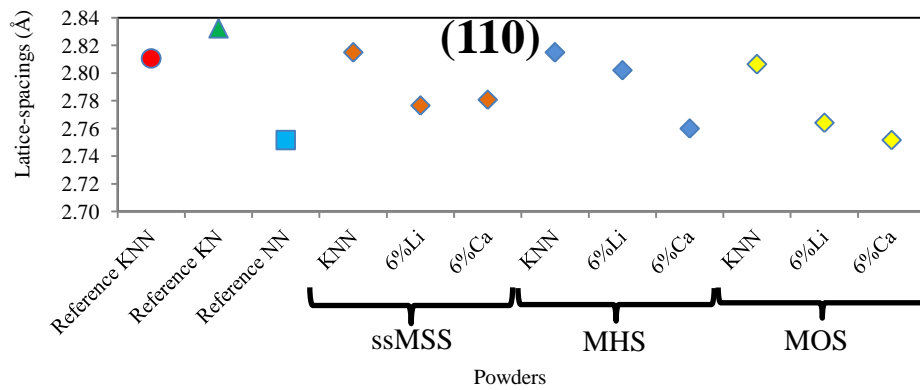 (110)
Latice-spacings (Å)
2.84
2.82
2.80
2.78
2.76
2.74
2.72
2.70
Reference KNN
Reference KN
Reference NN
KNN
6%Li
6%Ca
KNN
6%Li
6%Ca
KNN
6%Li
6%Ca
ssMSS
MHS
MOS
Powders